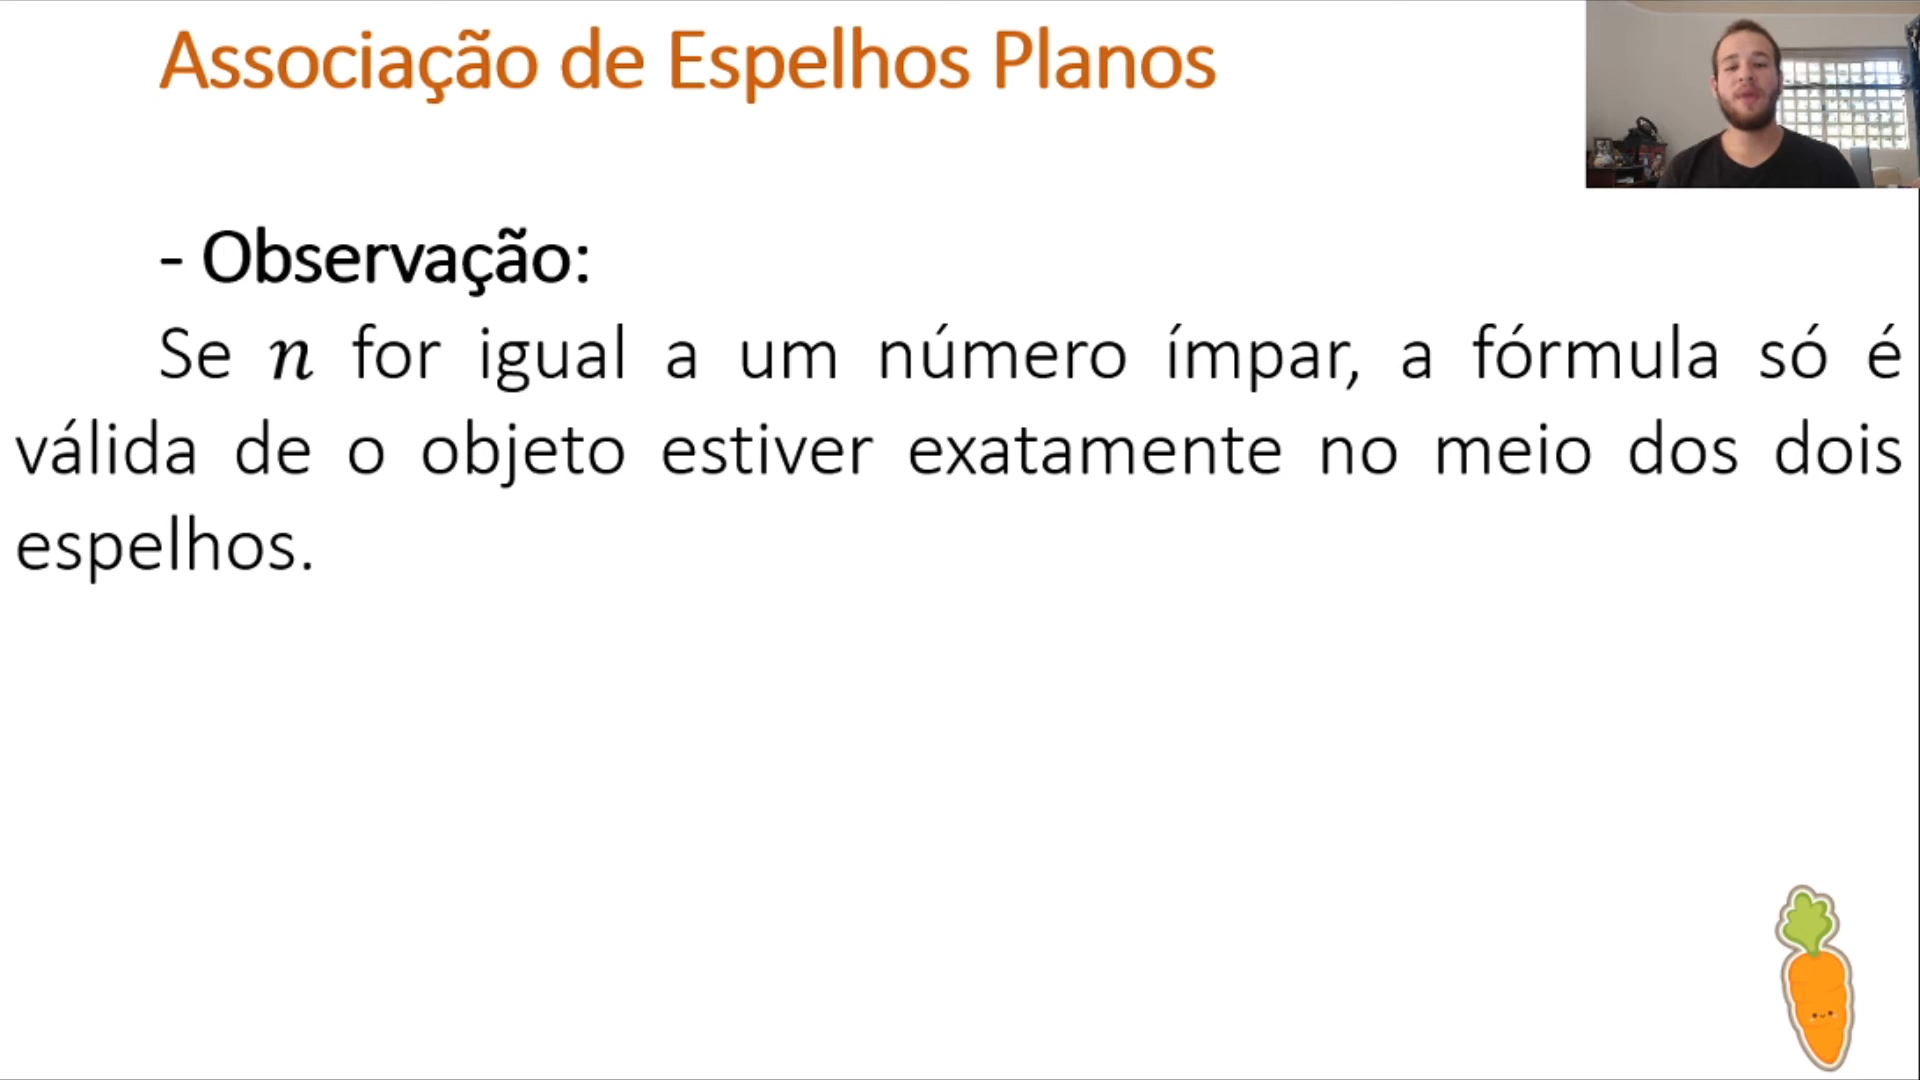 Associação de Espelhos Planos
- Observação:
Se n for igual a um número ímpar, a fórmula só é
válida de o objeto estiver exatamente no meio dos dois
espelhos.